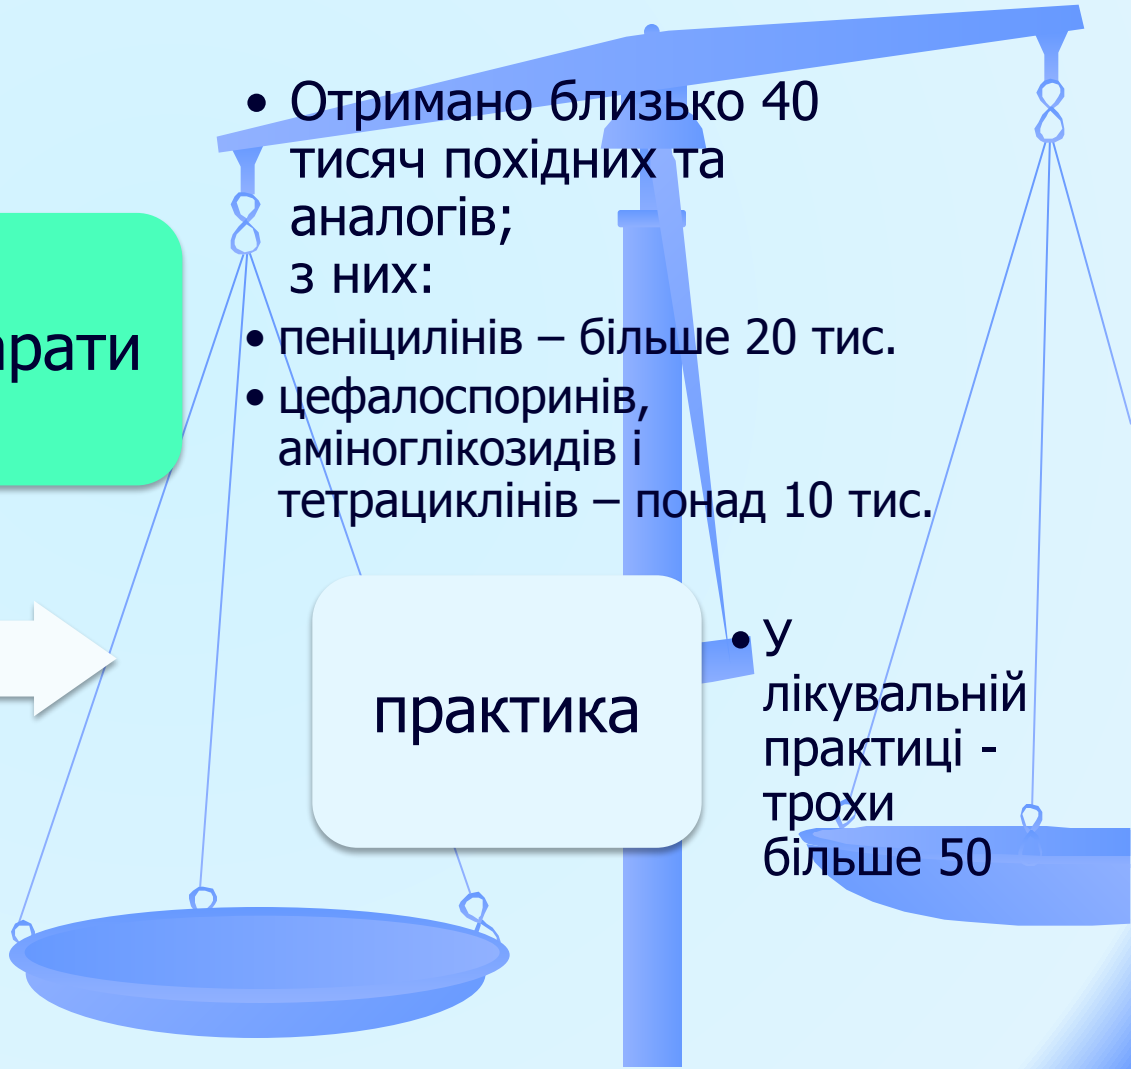 • Отримано близько 40
тисяч похідних та
аналогів;
з них:
• пеніцилінів – більше 20 тис.
• цефалоспоринів,
аміноглікозидів і
тетрациклінів – понад 10 тис.
арати
практика
• У
лікувальній
практиці -
трохи
більше 50